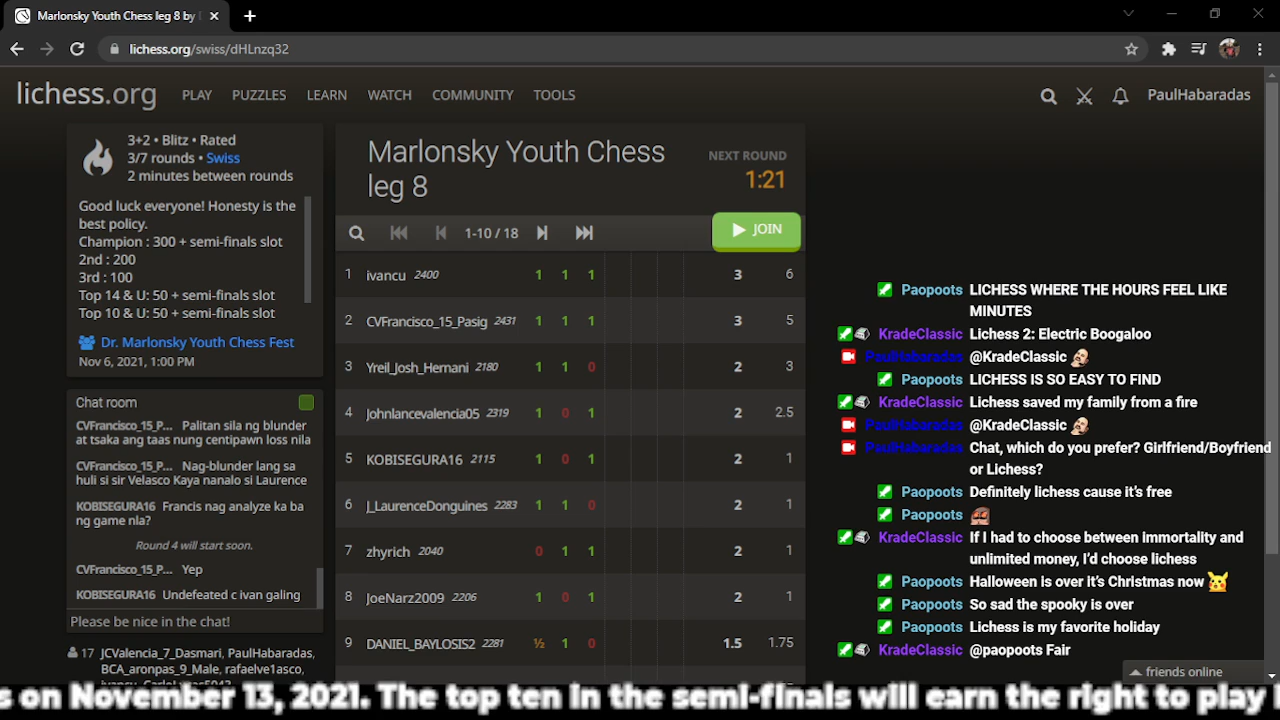 Marlonsky Youth Chess leg 8 by
lichess.org/swiss/dHLnzq32
lichess.org
PLAY
PUZZLES
LEARN
WATCH
COMMUNITY
TOOLS
PaulHabaradas
3+2 • Blitz • Rated
3/7 rounds • Swiss
2 minutes between rounds
Good luck everyone! Honesty is the
best policy.
Champion : 300 + semi-finals slot
2nd : 200
3rd : 100
Top 14 & U: 50 + semi-finals slot
Top 10 & U: 50 + semi-finals slot
Dr. Marlonsky Youth Chess Fest
Nov 6, 2021, 1:00 PM
Chat room
CVFrancisco_15_P... Palitan sila ng blunder
at tsaka ang taas nung centipawn loss nila
CVFrancisco_15_P... Nag-blunder lang sa
huli si sir Velasco Kaya nanalo si Laurence
KOBISEGURA16 Francis nag analyze ka ba
ng game nla?
Round 4 will start soon.
CVFrancisco_15_P... Yep
KOBISEGURA16 Undefeated c ivan galing
Please be nice in the chat!
17 JCValencia_7_Dasmari, PaulHabaradas,
BCA_aronpas_9_Male, rafaelve1asco,
Marlonsky Youth Chess
leg 8
NEXT ROUND
1:21
1-10 / 18
JOIN
1 ivancu 2400 1 1 1 3 6
2 CVFrancisco_15_Pasig 2431 1 1 1 3 5
3 Yreil_Josh_Hernani 2180 1 1 0 2 3
4 Johnlancevalencia05 2319 1 0 1 2 2.5
5 KOBISEGURA16 2115 1 0 1 2 1
6 J_LaurenceDonguines 2283 1 1 0 2 1
7 zhyrich 2040 0 1 1 2 1
8 JoeNarz2009 2206 1 0 1 2 1
9 DANIEL_BAYLOSIS2 2281 ½ 1 0 1.5 1.75
Paopoots LICHESS WHERE THE HOURS FEEL LIKE
MINUTES
KradeClassic Lichess 2: Electric Boogaloo
PaulHabaradas @KradeClassic
Paopoots LICHESS IS SO EASY TO FIND
KradeClassic Lichess saved my family from a fire
PaulHabaradas @KradeClassic
PaulHabaradas Chat, which do you prefer? Girlfriend/Boyfriend
or Lichess?
Paopoots Definitely lichess cause it's free
Paopoots
KradeClassic If I had to choose between immortality and
unlimited money, I'd choose lichess
Paopoots Halloween is over it's Christmas now
Paopoots So sad the spooky is over
Paopoots Lichess is my favorite holiday
KradeClassic @paopoots Fair
friends online
s on November 13, 2021. The top ten in the semi-finals will earn the right to play